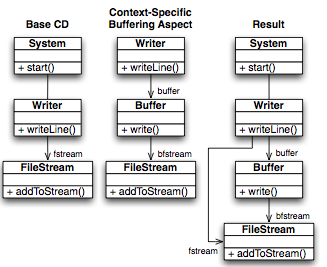 Base CD
System
+ start()
Writer
+ writeLine()
fstream
FileStream
+ addToStream()
Context-Specific
Buffering Aspect
Writer
+ writeLine()
buffer
Buffer
+ write()
bfstream
FileStream
+ addToStream()
Result
System
+ start()
Writer
+ writeLine()
buffer
Buffer
+ write()
bfstream
FileStream
+ addToStream()
fstream